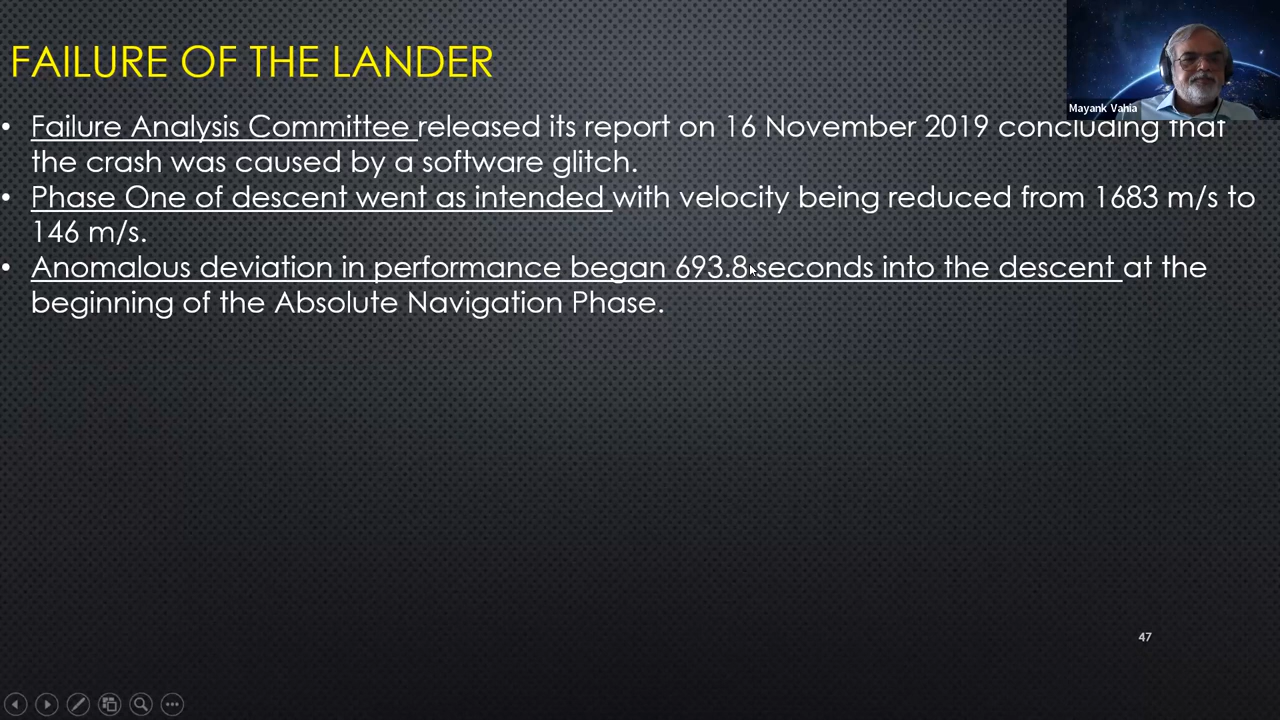 FAILURE OF THE LANDER
Mayank Vahia
• Failure Analysis Committee released its report on 16 November 2019 concluding that
the crash was caused by a software glitch.
• Phase One of descent went as intended with velocity being reduced from 1683 m/s to
146 m/s.
• Anomalous deviation in performance began 693.8 seconds into the descent at the
beginning of the Absolute Navigation Phase.
47